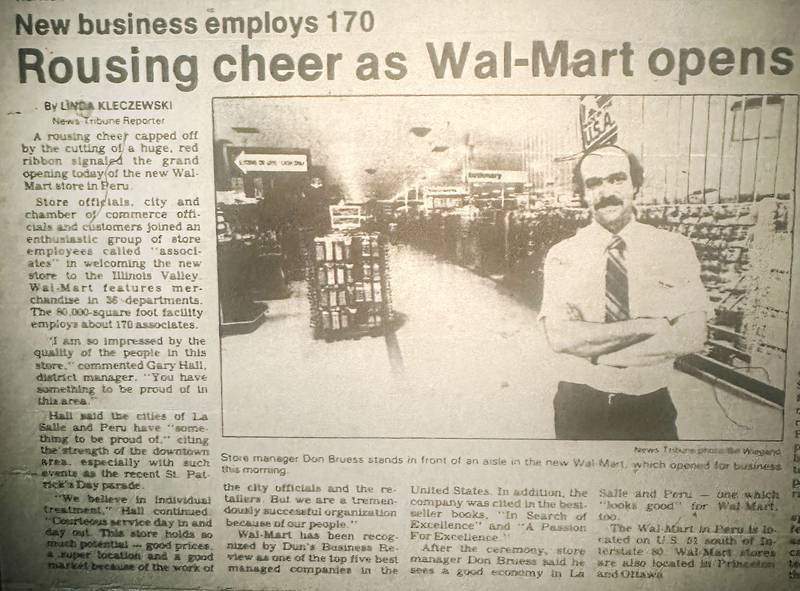 New business employs 170
Rousing cheer as Wal-Mart opens
By LINDA KLECZEWSKI
News-Tribune Reporter
A rousing cheer capped off
by the cutting of a huge, red
ribbon signaled the grand
opening today of the new Wal-
Mart store in Peru.
Store officials, city and
chamber of commerce offi-
cials and customers joined an
enthusiastic group of store
employees called "associ-
ates" in welcoming the new
store to the Illinois Valley.
Wal-Mart features mer-
chandise in 36 departments.
The 80,000-square foot facility
employs about 170 associates.
"I am so impressed by the
quality of the people in this
store," commented Gary Hall,
district manager. "You have
something to be proud of in
this area."
Hall said the cities of La
Salle and Peru have "some-
thing to be proud of," citing
the strength of the downtown
area, especially with such
events as the recent St. Pat-
rick's Day parade.
"We believe in individual
treatment," Hall continued.
"Courteous service day in and
day out. This store holds so
much potential — good prices,
a super location and a good
market because of the work of
U.S.A.
News Tribune photo/Bill Wiegand
Store manager Don Bruess stands in front of an aisle in the new Wal-Mart, which opened for business
this morning.
the city officials and the re-
tailers. But we are a tremen-
dously successful organization
because of our people."
Wal-Mart has been recog-
nized by Dun's Business Re-
view as one of the top five best
managed companies in the
United States. In addition, the
company was cited in the best-
seller books, "In Search of
Excellence" and "A Passion
For Excellence."
After the ceremony, store
manager Don Bruess said he
sees a good economy in La
Salle and Peru — one which
"looks good" for Wal-Mart,
too.
The Wal-Mart in Peru is lo-
cated on U.S. 51 south of In-
terstate 80. Wal-Mart stores
are also located in Princeton
and Ottawa.